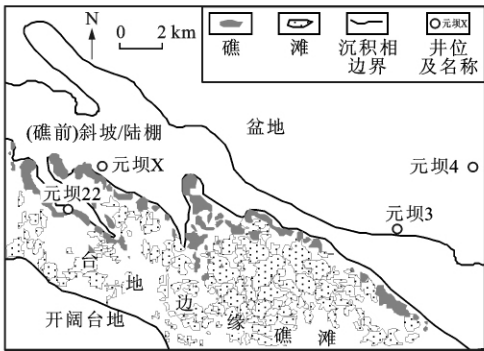 N
0 2 km
礁
滩
沉积相
边界
元坝X
井位
及名称
盆地
(礁前)斜坡/陆棚
元坝X
元坝4
元坝22
元坝3
台
地
边
缘
礁
滩
开阔台地